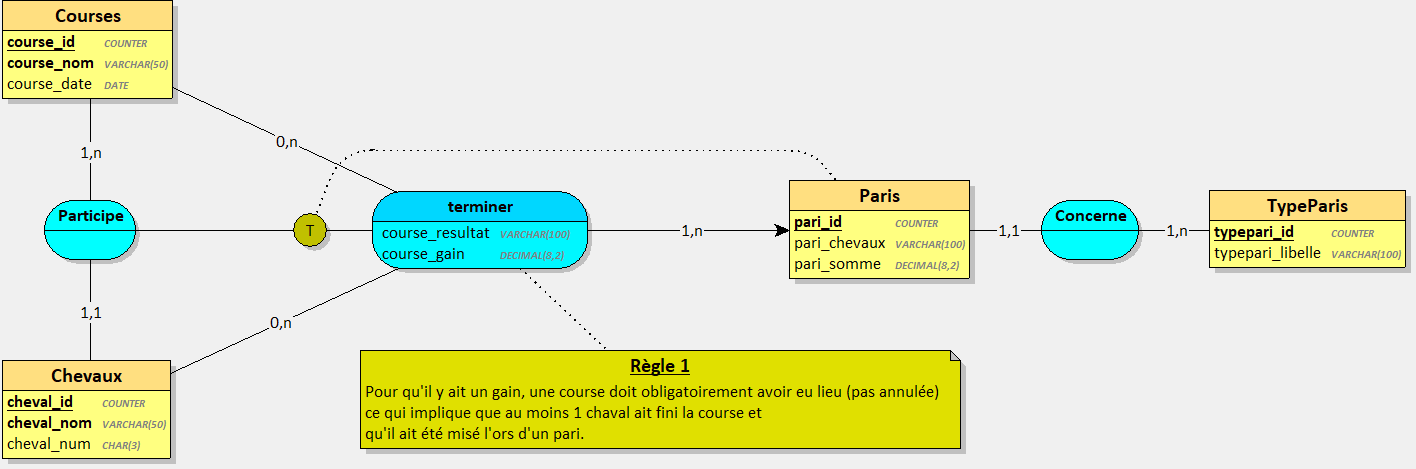 Courses
course_id COUNTER
course_nom VARCHAR(50)
course_date DATE
1,n
0,n
Participe
T
terminer
course_resultat VARCHAR(100)
course_gain DECIMAL(8,2)
1,n
Paris
pari_id COUNTER
pari_chevaux VARCHAR(100)
pari_somme DECIMAL(8,2)
1,1
Concerne
1,n
TypeParis
typepari_id COUNTER
typepari_libelle VARCHAR(100)
1,1
0,n
Chevaux
cheval_id COUNTER
cheval_nom VARCHAR(50)
cheval_num CHAR(3)
Règle 1
Pour qu'il y ait un gain, une course doit obligatoirement avoir eu lieu (pas annulée)
ce qui implique que au moins 1 chaval ait fini la course et
qu'il ait été misé l'ors d'un pari.